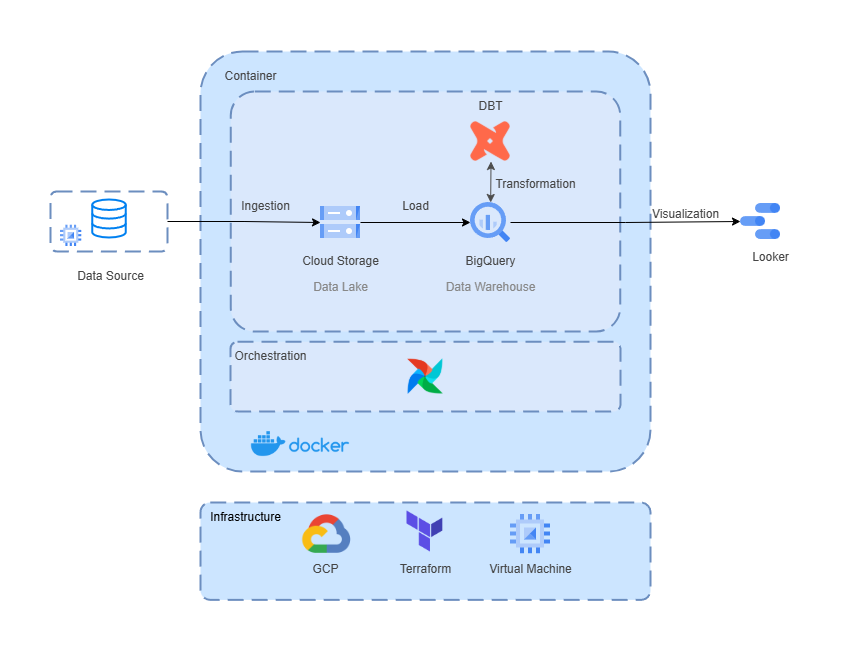 Container
DBT
Transformation
Ingestion
Load
Visualization
Cloud Storage
BigQuery
Looker
Data Source
Data Lake
Data Warehouse
Orchestration
docker
Infrastructure
GCP
Terraform
Virtual Machine